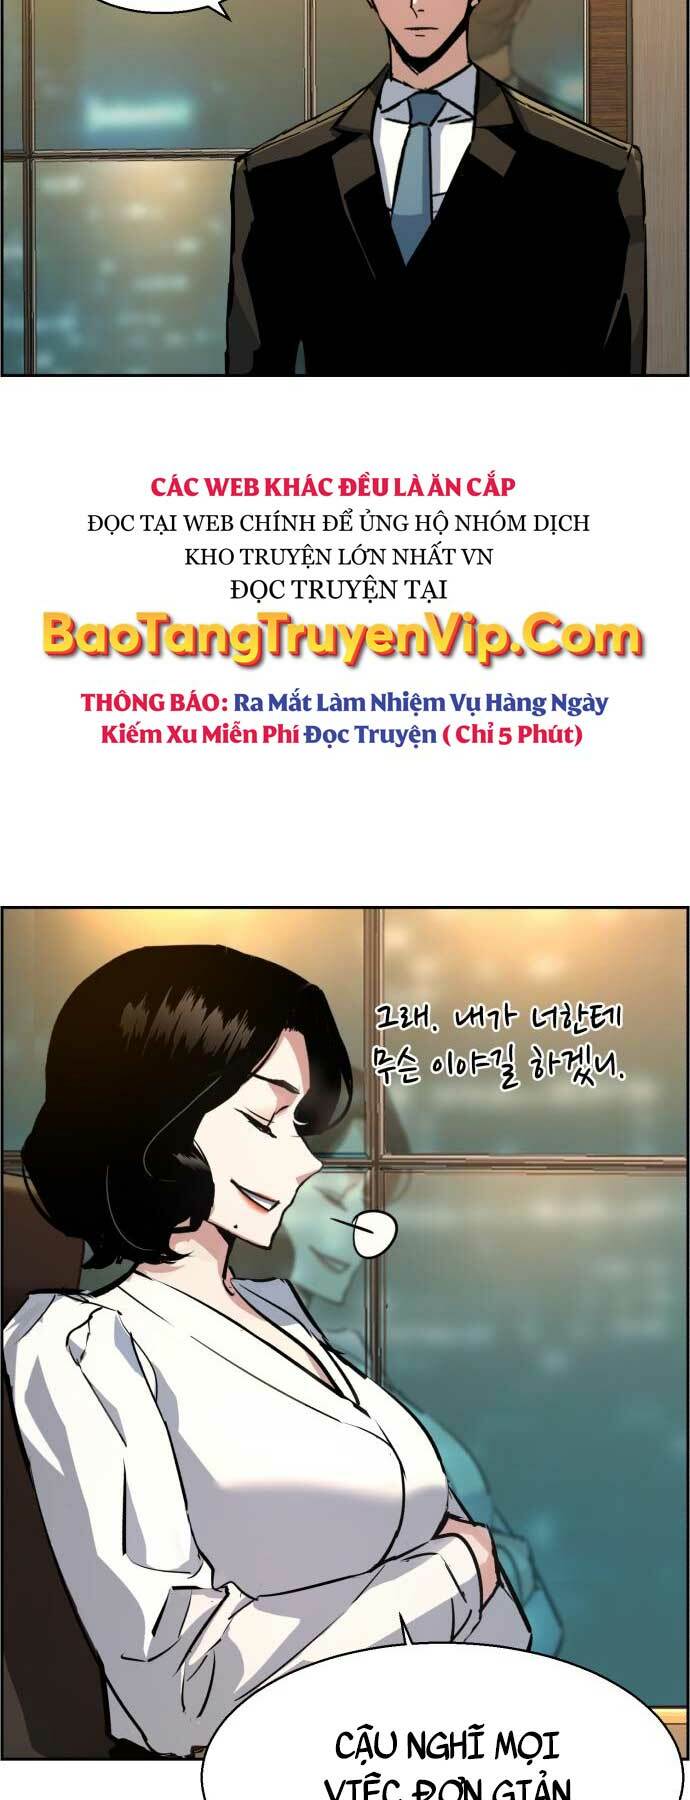 CÁC WEB KHÁC ĐỀU LÀ ĂN CẮP
ĐỌC TẠI WEB CHÍNH ĐỂ ỦNG HỘ NHÓM DỊCH
KHO TRUYỆN LỚN NHẤT VN
ĐỌC TRUYỆN TẠI
BaoTangTruyenVip.Com
THÔNG BÁO: Ra Mắt Làm Nhiệm Vụ Hàng Ngày
Kiếm Xu Miễn Phí Đọc Truyện ( Chỉ 5 Phút)
그래. 내가 너한테
무슨 이야길 하겠니.
CẬU NGHĨ MỌI
VIỆC ĐƠN GIẢN